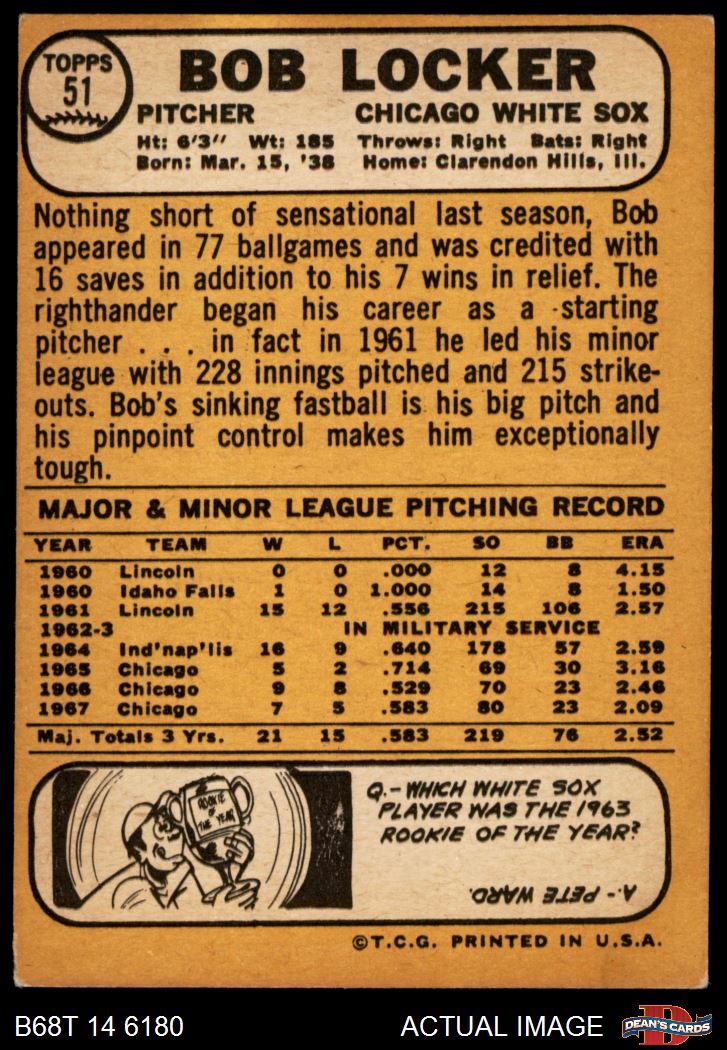 TOPPS
51
BOB LOCKER
PITCHER CHICAGO WHITE SOX
Ht: 6'3" Wt: 185 Throws: Right Bats: Right
Born: Mar. 15, '38 Home: Clarendon Hills, Ill.
Nothing short of sensational last season, Bob
appeared in 77 ballgames and was credited with
16 saves in addition to his 7 wins in relief. The
righthander began his career as a starting
pitcher . . . in fact in 1961 he led his minor
league with 228 innings pitched and 215 strike-
outs. Bob's sinking fastball is his big pitch and
his pinpoint control makes him exceptionally
tough.
MAJOR & MINOR LEAGUE PITCHING RECORD
YEAR TEAM W L PCT. SO BB ERA
1960 Lincoln 0 0 .000 12 8 4.15
1960 Idaho Falls 1 0 1.000 14 8 1.50
1961 Lincoln 15 12 .556 215 106 2.57
1962-3 IN MILITARY SERVICE
1964 Ind'nap'lis 16 9 .640 178 57 2.59
1965 Chicago 5 2 .714 69 30 3.16
1966 Chicago 9 8 .529 70 23 2.46
1967 Chicago 7 5 .583 80 23 2.09
Maj. Totals 3 Yrs. 21 15 .583 219 76 2.52
ROOKIE
OF
THE YEAR
Q.- WHICH WHITE SOX
PLAYER WAS THE 1963
ROOKIE OF THE YEAR?
A.- PETE WARD.
©T.C.G. PRINTED IN U.S.A.
B68T 14 6180 ACTUAL IMAGE
D
DEAN'S CARDS